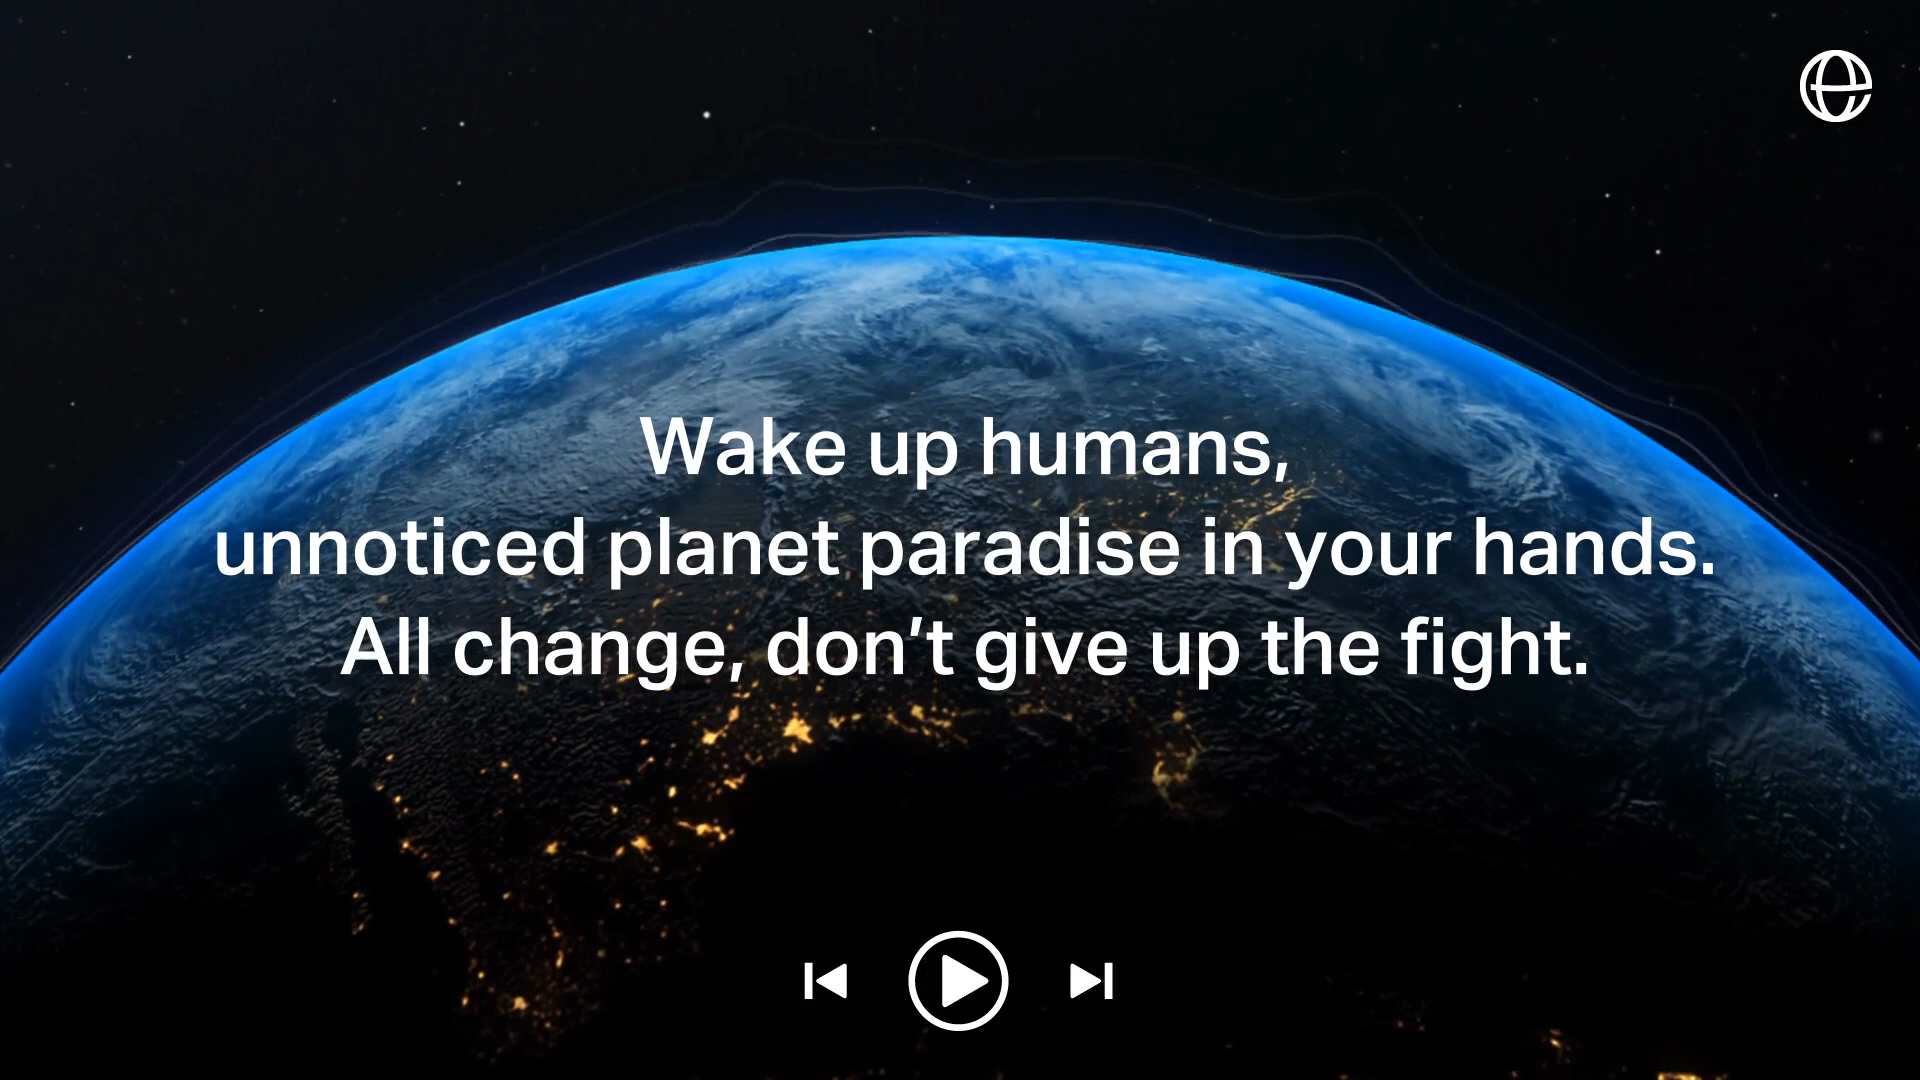 Wake up humans,
unnoticed planet paradise in your hands.
All change, don’t give up the fight.